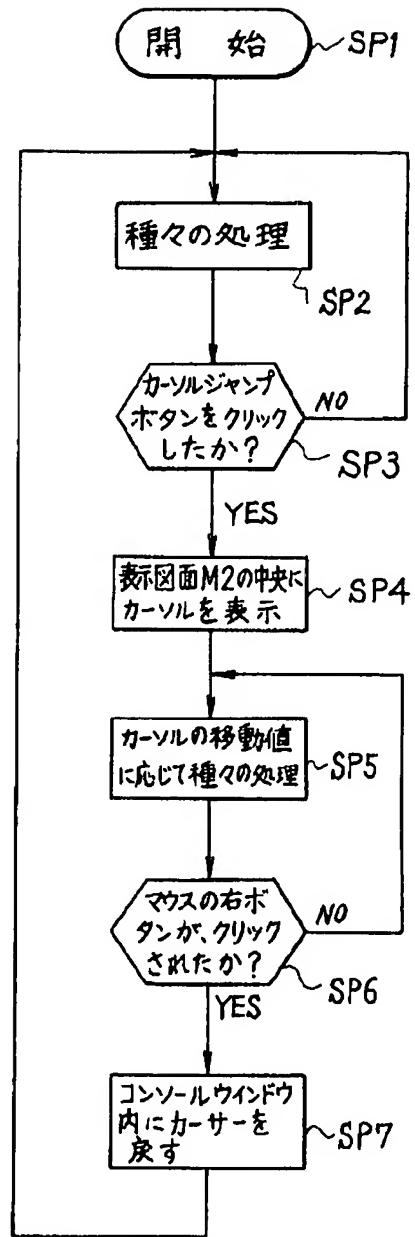 開 始
SP1
種々の処理
SP2
カーソルジャンプ
ボタンをクリック
したか?
NO
SP3
YES
表示図面M2の中央に
カーソルを表示
SP4
カーソルの移動値
に応じて種々の処理
SP5
マウスの右ボ
タンが、クリック
されたか?
NO
SP6
YES
コンソールウインドウ
内にカーサーを
戻す
SP7